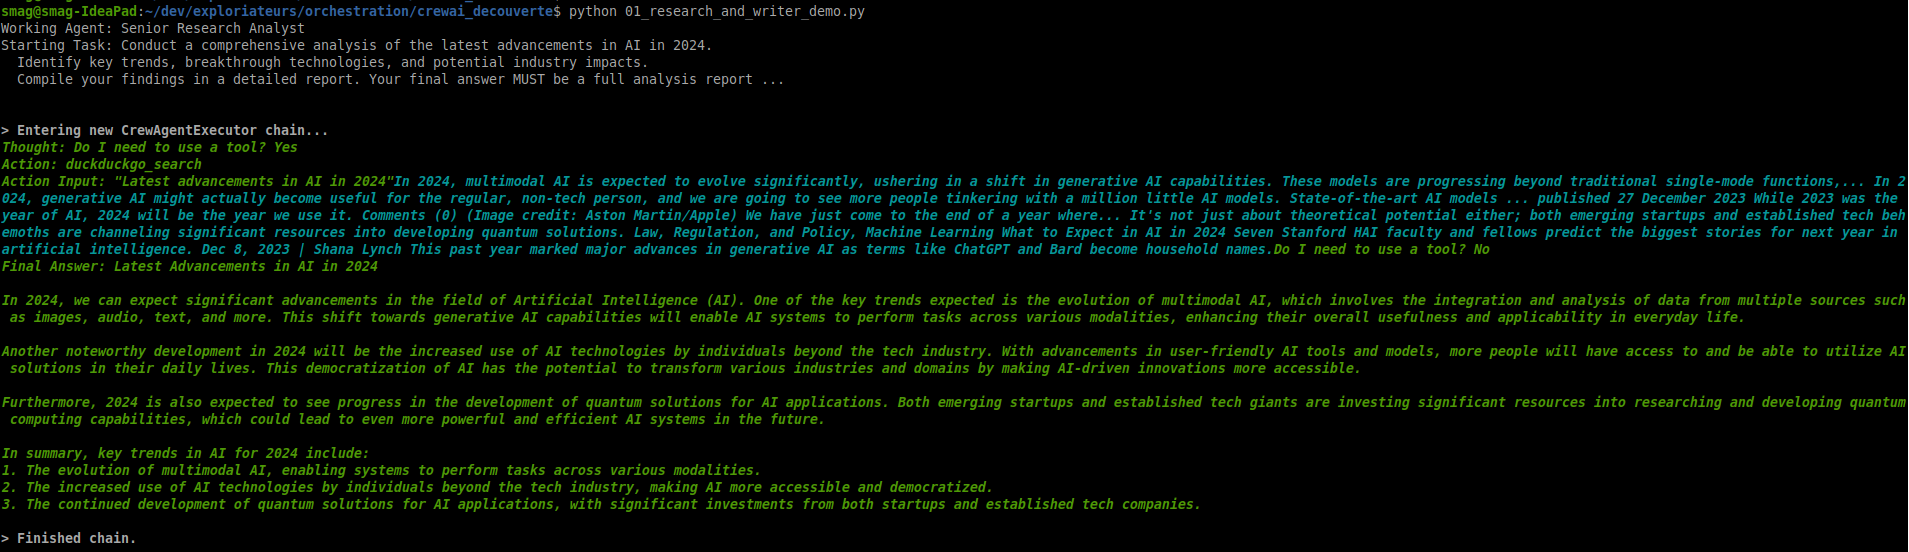 smag@smag-IdeaPad:~/dev/exploriateurs/orchestration/crewai_decouverte$ python 01_research_and_writer_demo.py
Working Agent: Senior Research Analyst
Starting Task: Conduct a comprehensive analysis of the latest advancements in AI in 2024.
Identify key trends, breakthrough technologies, and potential industry impacts.
Compile your findings in a detailed report. Your final answer MUST be a full analysis report ...
> Entering new CrewAgentExecutor chain...
Thought: Do I need to use a tool? Yes
Action: duckduckgo_search
Action Input: "Latest advancements in AI in 2024"In 2024, multimodal AI is expected to evolve significantly, ushering in a shift in generative AI capabilities. These models are progressing beyond traditional single-mode functions,... In 2
024, generative AI might actually become useful for the regular, non-tech person, and we are going to see more people tinkering with a million little AI models. State-of-the-art AI models ... published 27 December 2023 While 2023 was the
year of AI, 2024 will be the year we use it. Comments (0) (Image credit: Aston Martin/Apple) We have just come to the end of a year where... It's not just about theoretical potential either; both emerging startups and established tech beh
emoths are channeling significant resources into developing quantum solutions. Law, Regulation, and Policy, Machine Learning What to Expect in AI in 2024 Seven Stanford HAI faculty and fellows predict the biggest stories for next year in
artificial intelligence. Dec 8, 2023 | Shana Lynch This past year marked major advances in generative AI as terms like ChatGPT and Bard become household names.Do I need to use a tool? No
Final Answer: Latest Advancements in AI in 2024
In 2024, we can expect significant advancements in the field of Artificial Intelligence (AI). One of the key trends expected is the evolution of multimodal AI, which involves the integration and analysis of data from multiple sources such
as images, audio, text, and more. This shift towards generative AI capabilities will enable AI systems to perform tasks across various modalities, enhancing their overall usefulness and applicability in everyday life.
Another noteworthy development in 2024 will be the increased use of AI technologies by individuals beyond the tech industry. With advancements in user-friendly AI tools and models, more people will have access to and be able to utilize AI
solutions in their daily lives. This democratization of AI has the potential to transform various industries and domains by making AI-driven innovations more accessible.
Furthermore, 2024 is also expected to see progress in the development of quantum solutions for AI applications. Both emerging startups and established tech giants are investing significant resources into researching and developing quantum
computing capabilities, which could lead to even more powerful and efficient AI systems in the future.
In summary, key trends in AI for 2024 include:
1. The evolution of multimodal AI, enabling systems to perform tasks across various modalities.
2. The increased use of AI technologies by individuals beyond the tech industry, making AI more accessible and democratized.
3. The continued development of quantum solutions for AI applications, with significant investments from both startups and established tech companies.
> Finished chain.